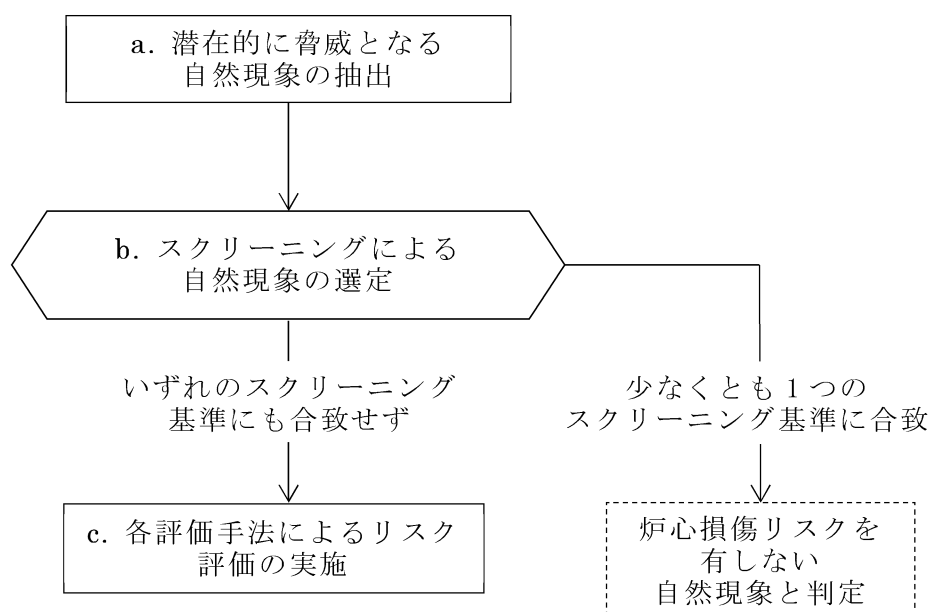 a. 潜在的に脅威となる
自然現象の抽出
b. スクリーニングによる
自然現象の選定
いずれのスクリーニング
基準にも合致せず
少なくとも1つの
スクリーニング基準に合致
c. 各評価手法によるリスク
評価の実施
炉心損傷リスクを
有しない
自然現象と判定